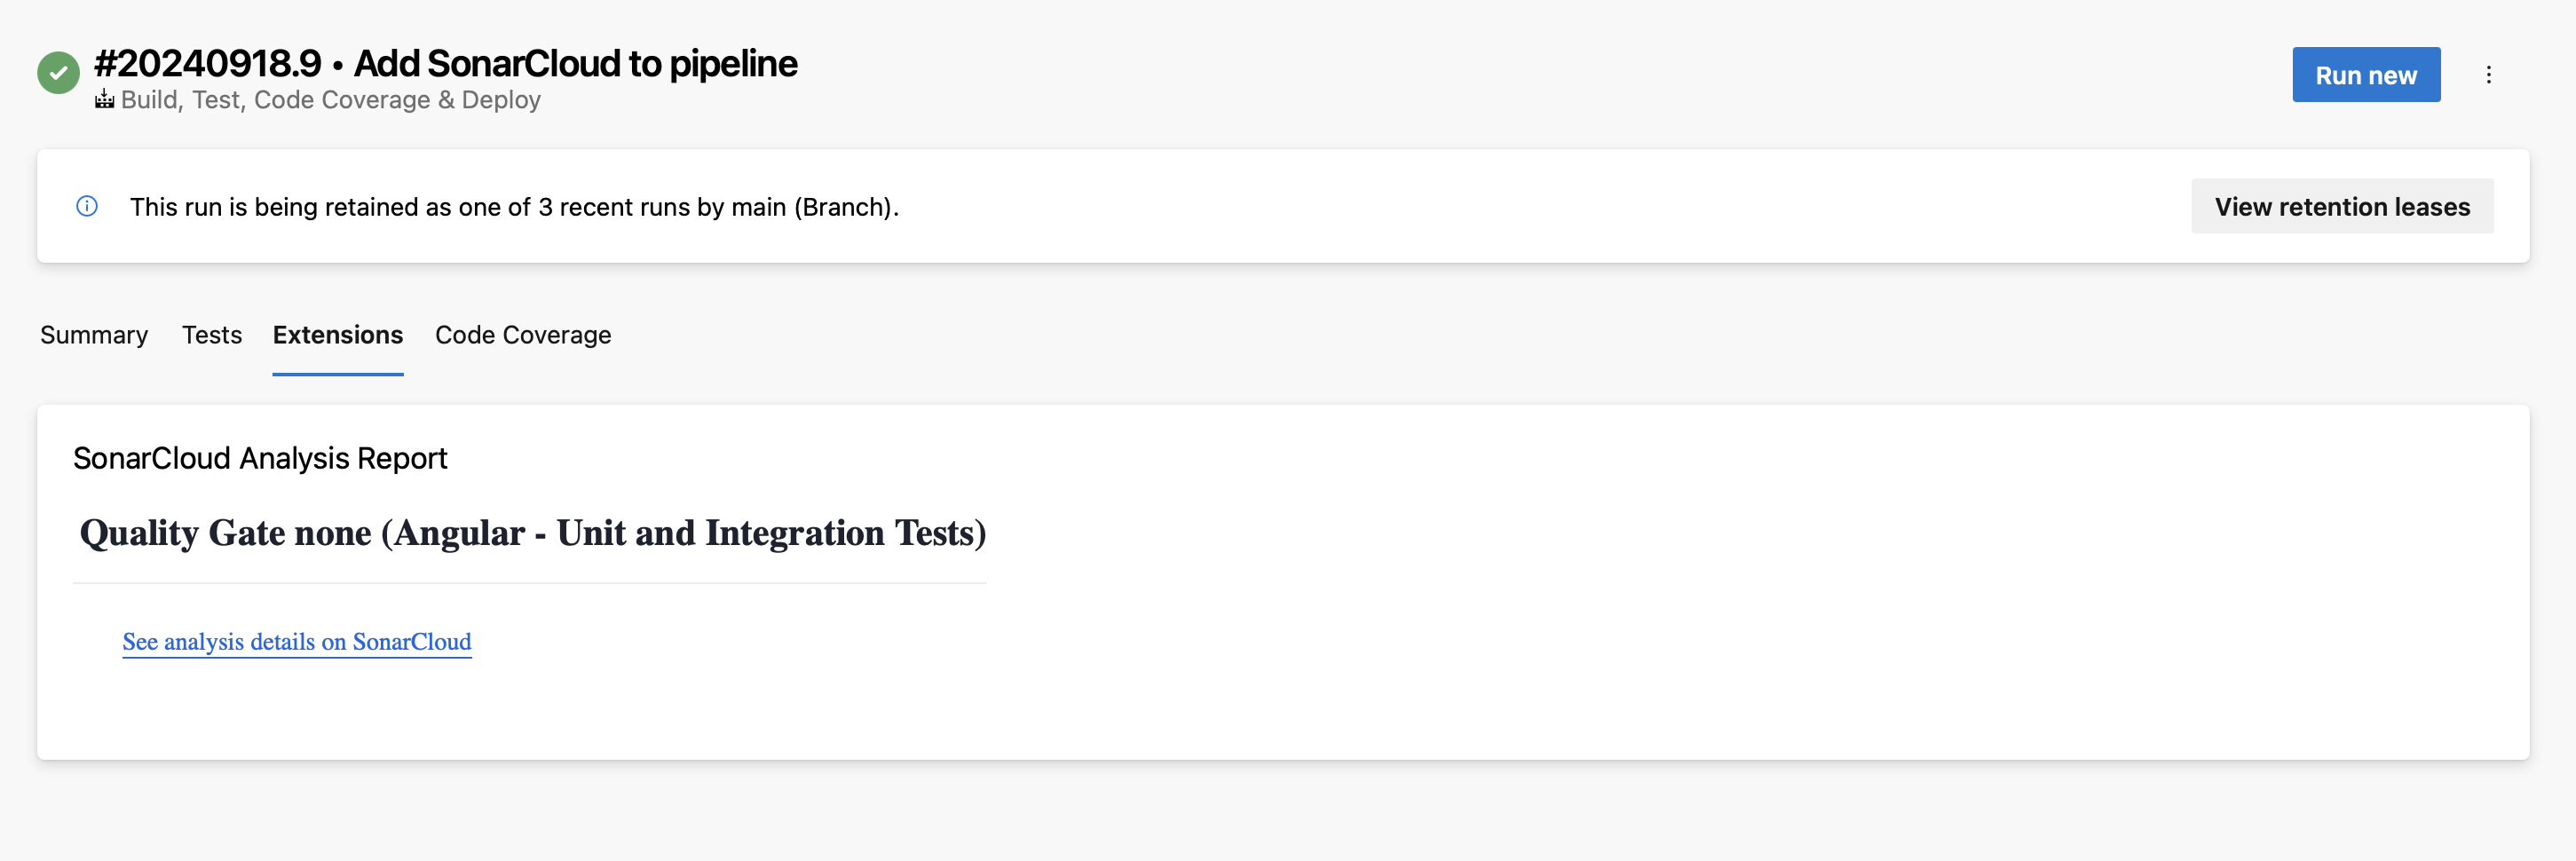 #20240918.9 • Add SonarCloud to pipeline
Build, Test, Code Coverage & Deploy
Run new
This run is being retained as one of 3 recent runs by main (Branch).
View retention leases
Summary Tests Extensions Code Coverage
SonarCloud Analysis Report
Quality Gate none (Angular - Unit and Integration Tests)
See analysis details on SonarCloud